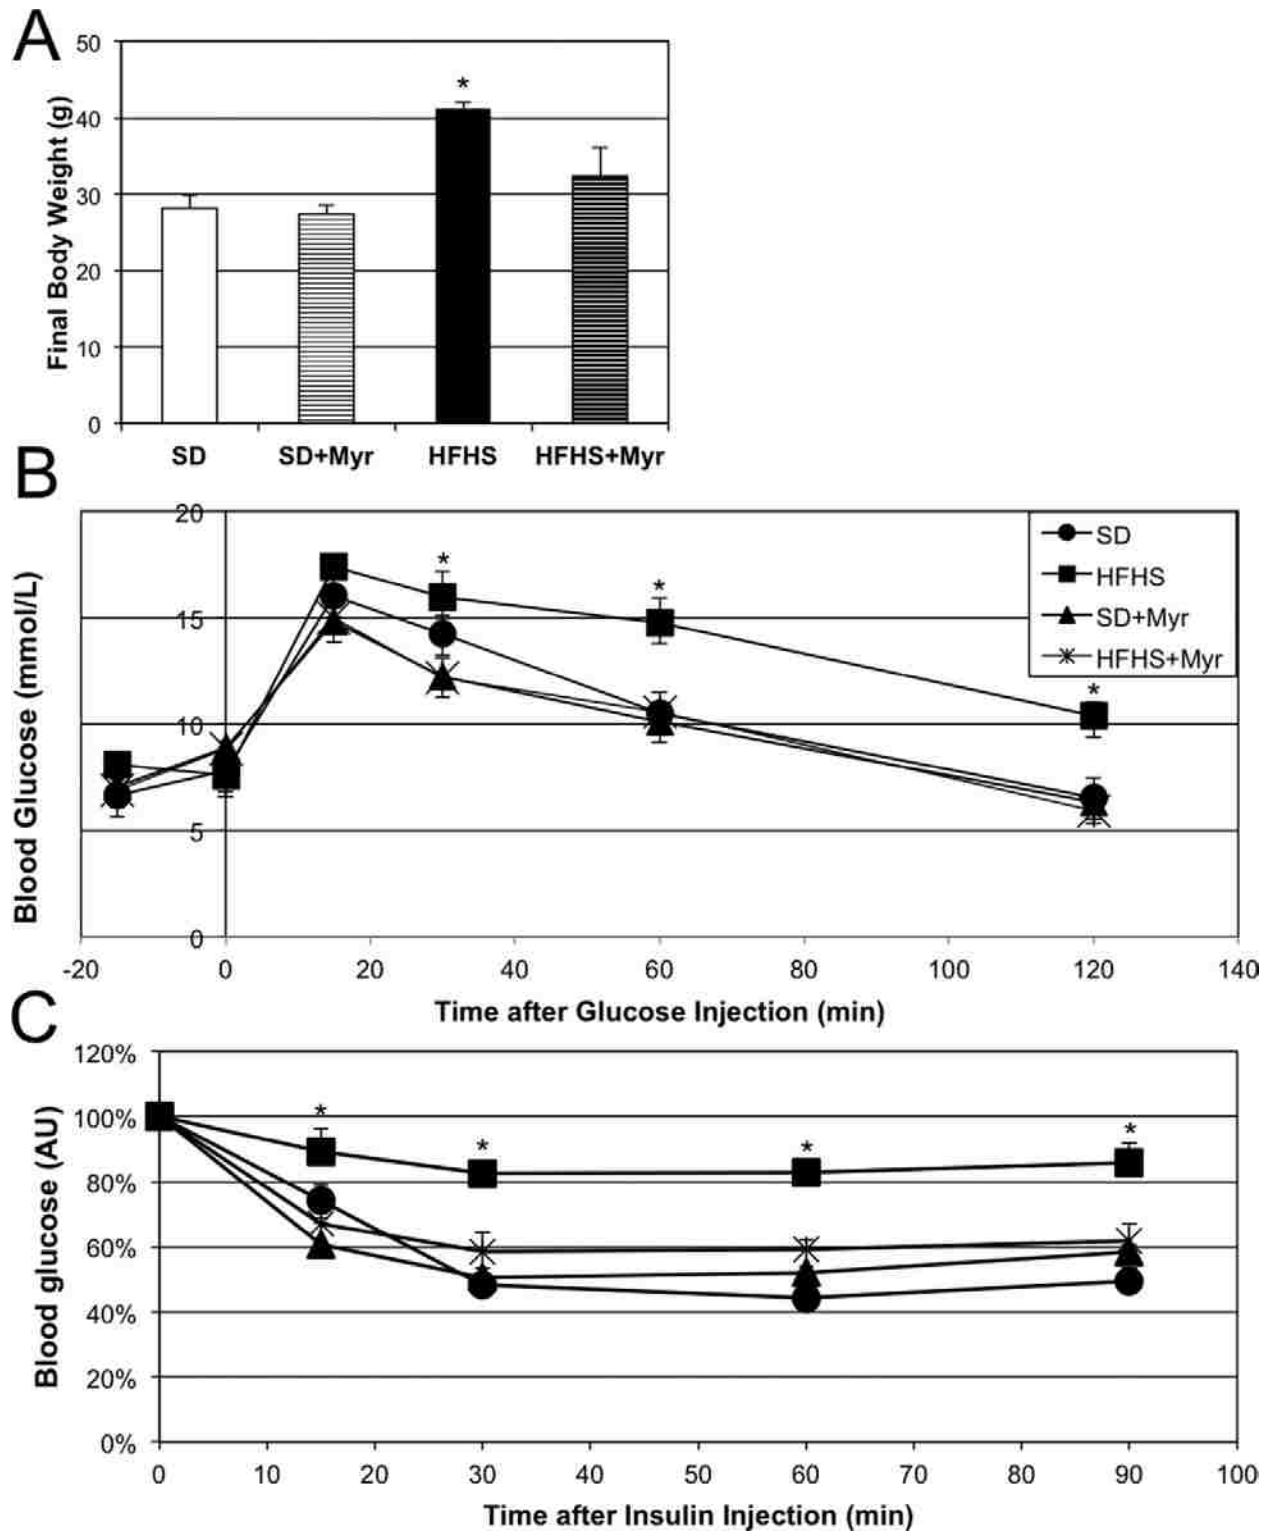 A
Final Body Weight (g)
50
40
30
20
10
0
*
SD SD+Myr HFHS HFHS+Myr
B
Blood Glucose (mmol/L)
20
15
10
5
0
* * *
SD
HFHS
SD+Myr
HFHS+Myr
-20 0 20 40 60 80 100 120 140
Time after Glucose Injection (min)
C
Blood glucose (AU)
120%
100%
80%
60%
40%
20%
0%
* * * *
0 10 20 30 40 50 60 70 80 90 100
Time after Insulin Injection (min)